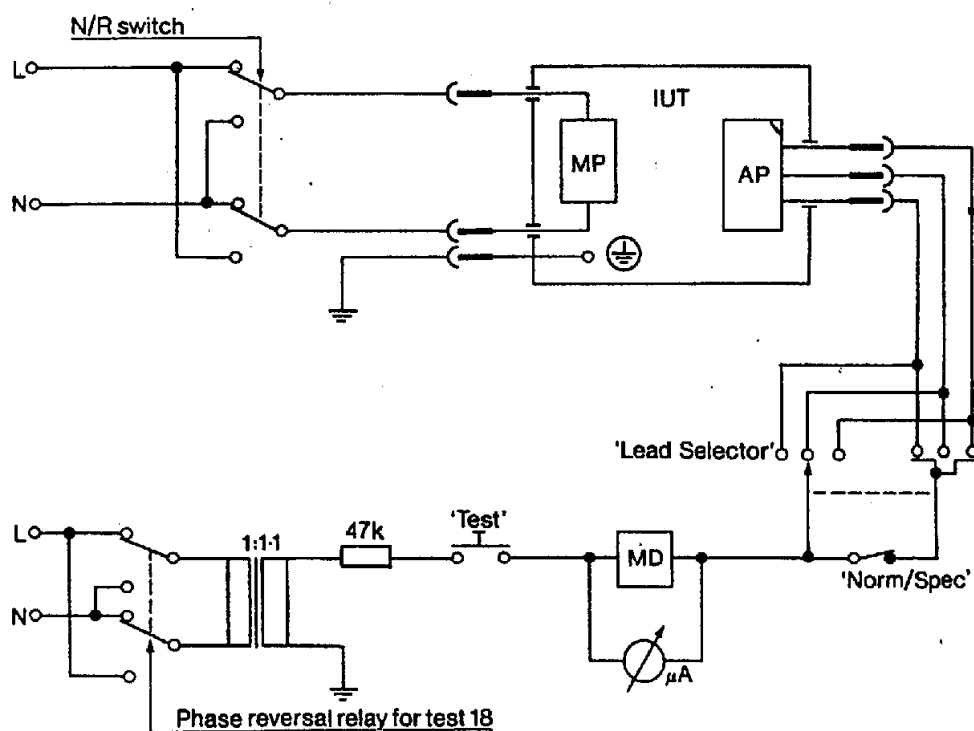 N/R switch
L
IUT
MP
AP
N
'Lead Selector'
L
1:1·1
47k
'Test'
MD
'Norm/Spec'
N
μA
Phase reversal relay for test 18